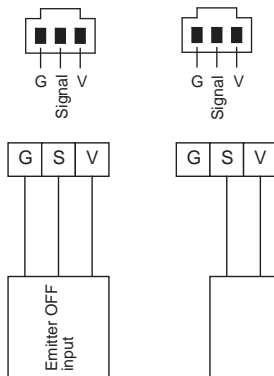 G
Signal
V
G
Signal
V
G S V
G S V
Emitter OFF
input